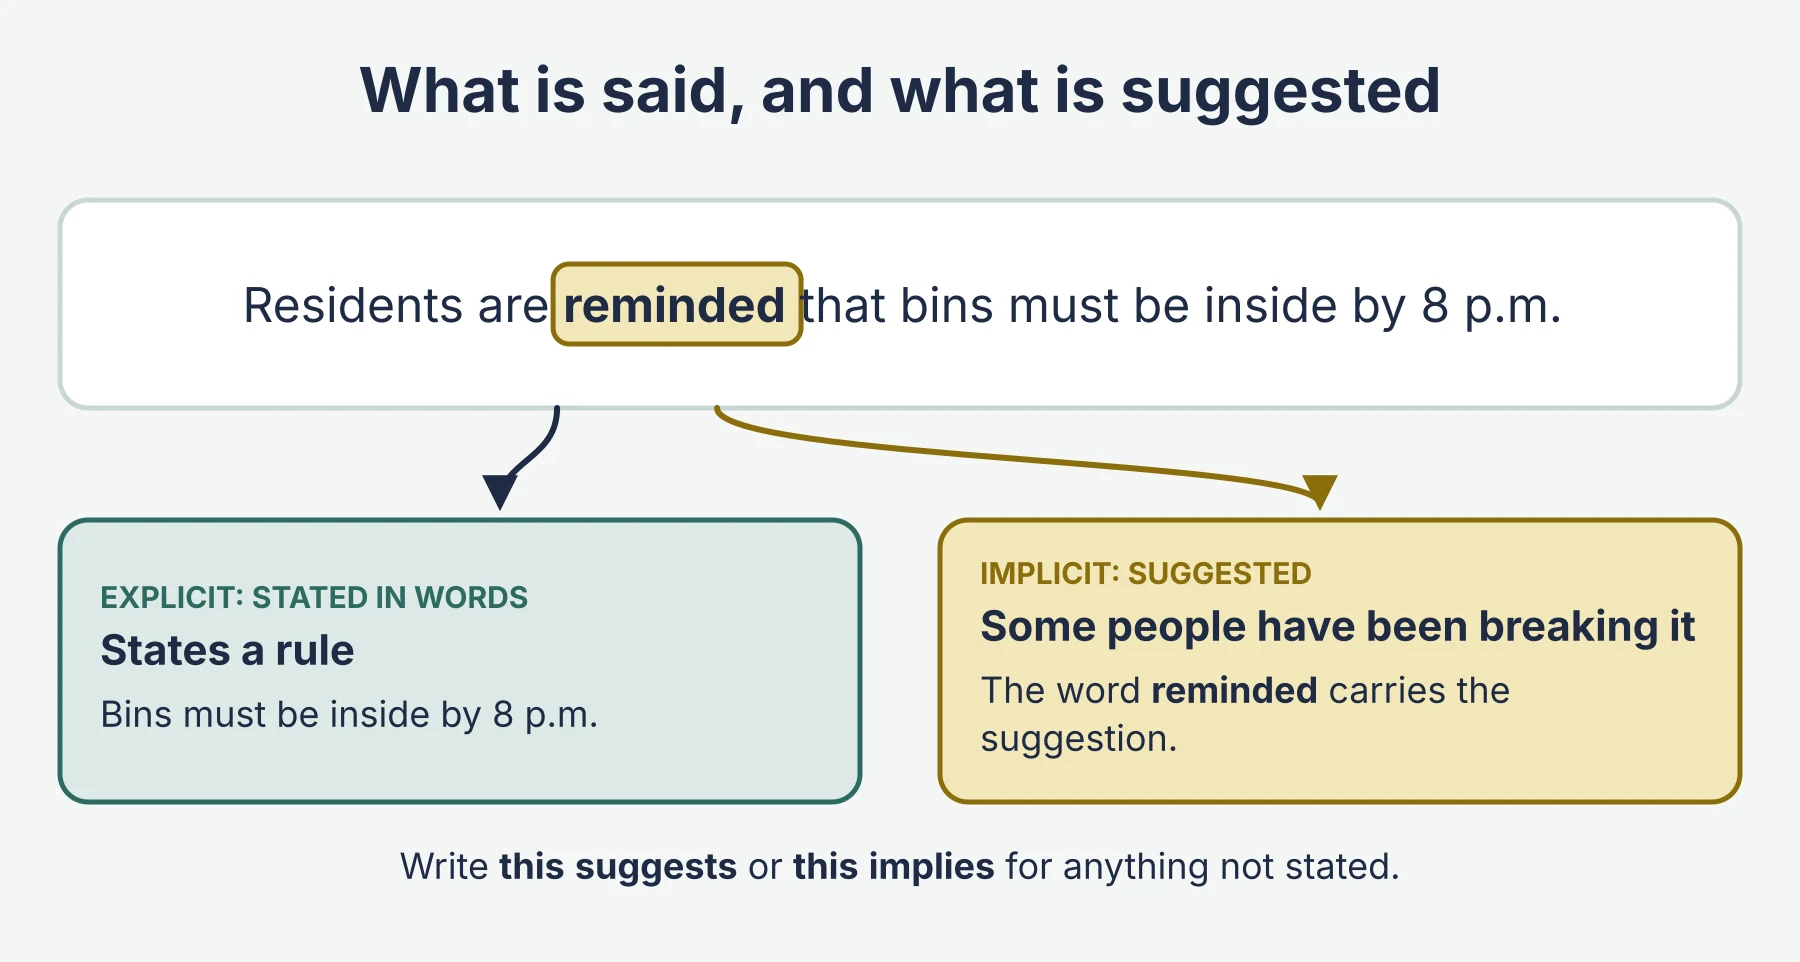 What is said, and what is suggested
Residents are reminded that bins must be inside by 8 p.m.
EXPLICIT: STATED IN WORDS
States a rule
Bins must be inside by 8 p.m.
IMPLICIT: SUGGESTED
Some people have been breaking it
The word reminded carries the
suggestion.
Write this suggests or this implies for anything not stated.